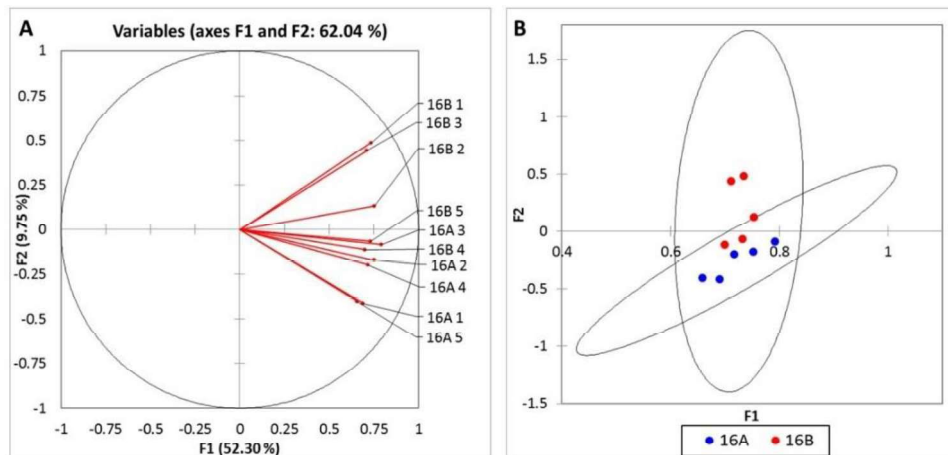 A
Variables (axes F1 and F2: 62.04 %)
1
0.75
0.5
0.25
0
-0.25
-0.5
-0.75
-1
F2 (9.75 %)
16B 1
16B 3
16B 2
16B 5
16A 3
16B 4
16A 2
16A 4
16A 1
16A 5
-1 -0.75 -0.5 -0.25 0 0.25 0.5 0.75 1
F1 (52.30 %)
B
1.5
1
0.5
0
-0.5
-1
-1.5
F2
0.4 0.6 0.8 1
F1
16A 16B